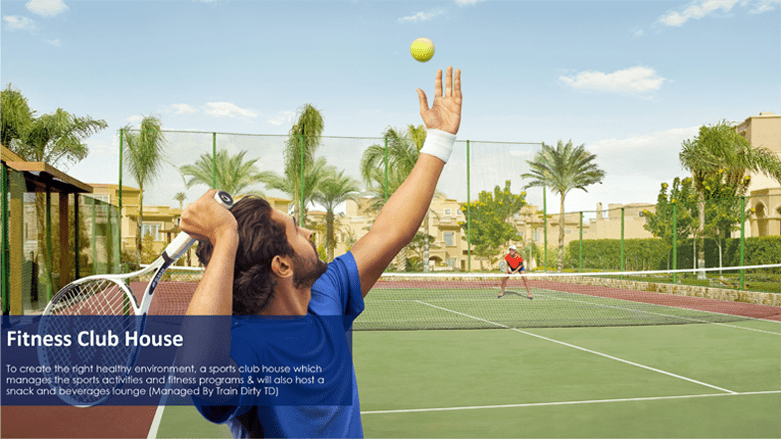 Fitness Club House
To create the right healthy environment, a sports club house which
manages the sports activities and fitness programs & will also host a
snack and beverages lounge (Managed By Train Dirty TD)